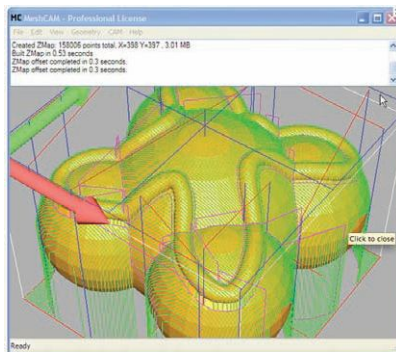 MC MeshCAM - Professional License
File Edit View Geometry CAM Help
Created ZMap: 158006 points total, X=398 Y=397 , 3.01 MB
Built ZMap in 0.53 seconds
ZMap offset completed in 0.3 seconds.
ZMap offset completed in 0.3 seconds.
Click to close
Ready